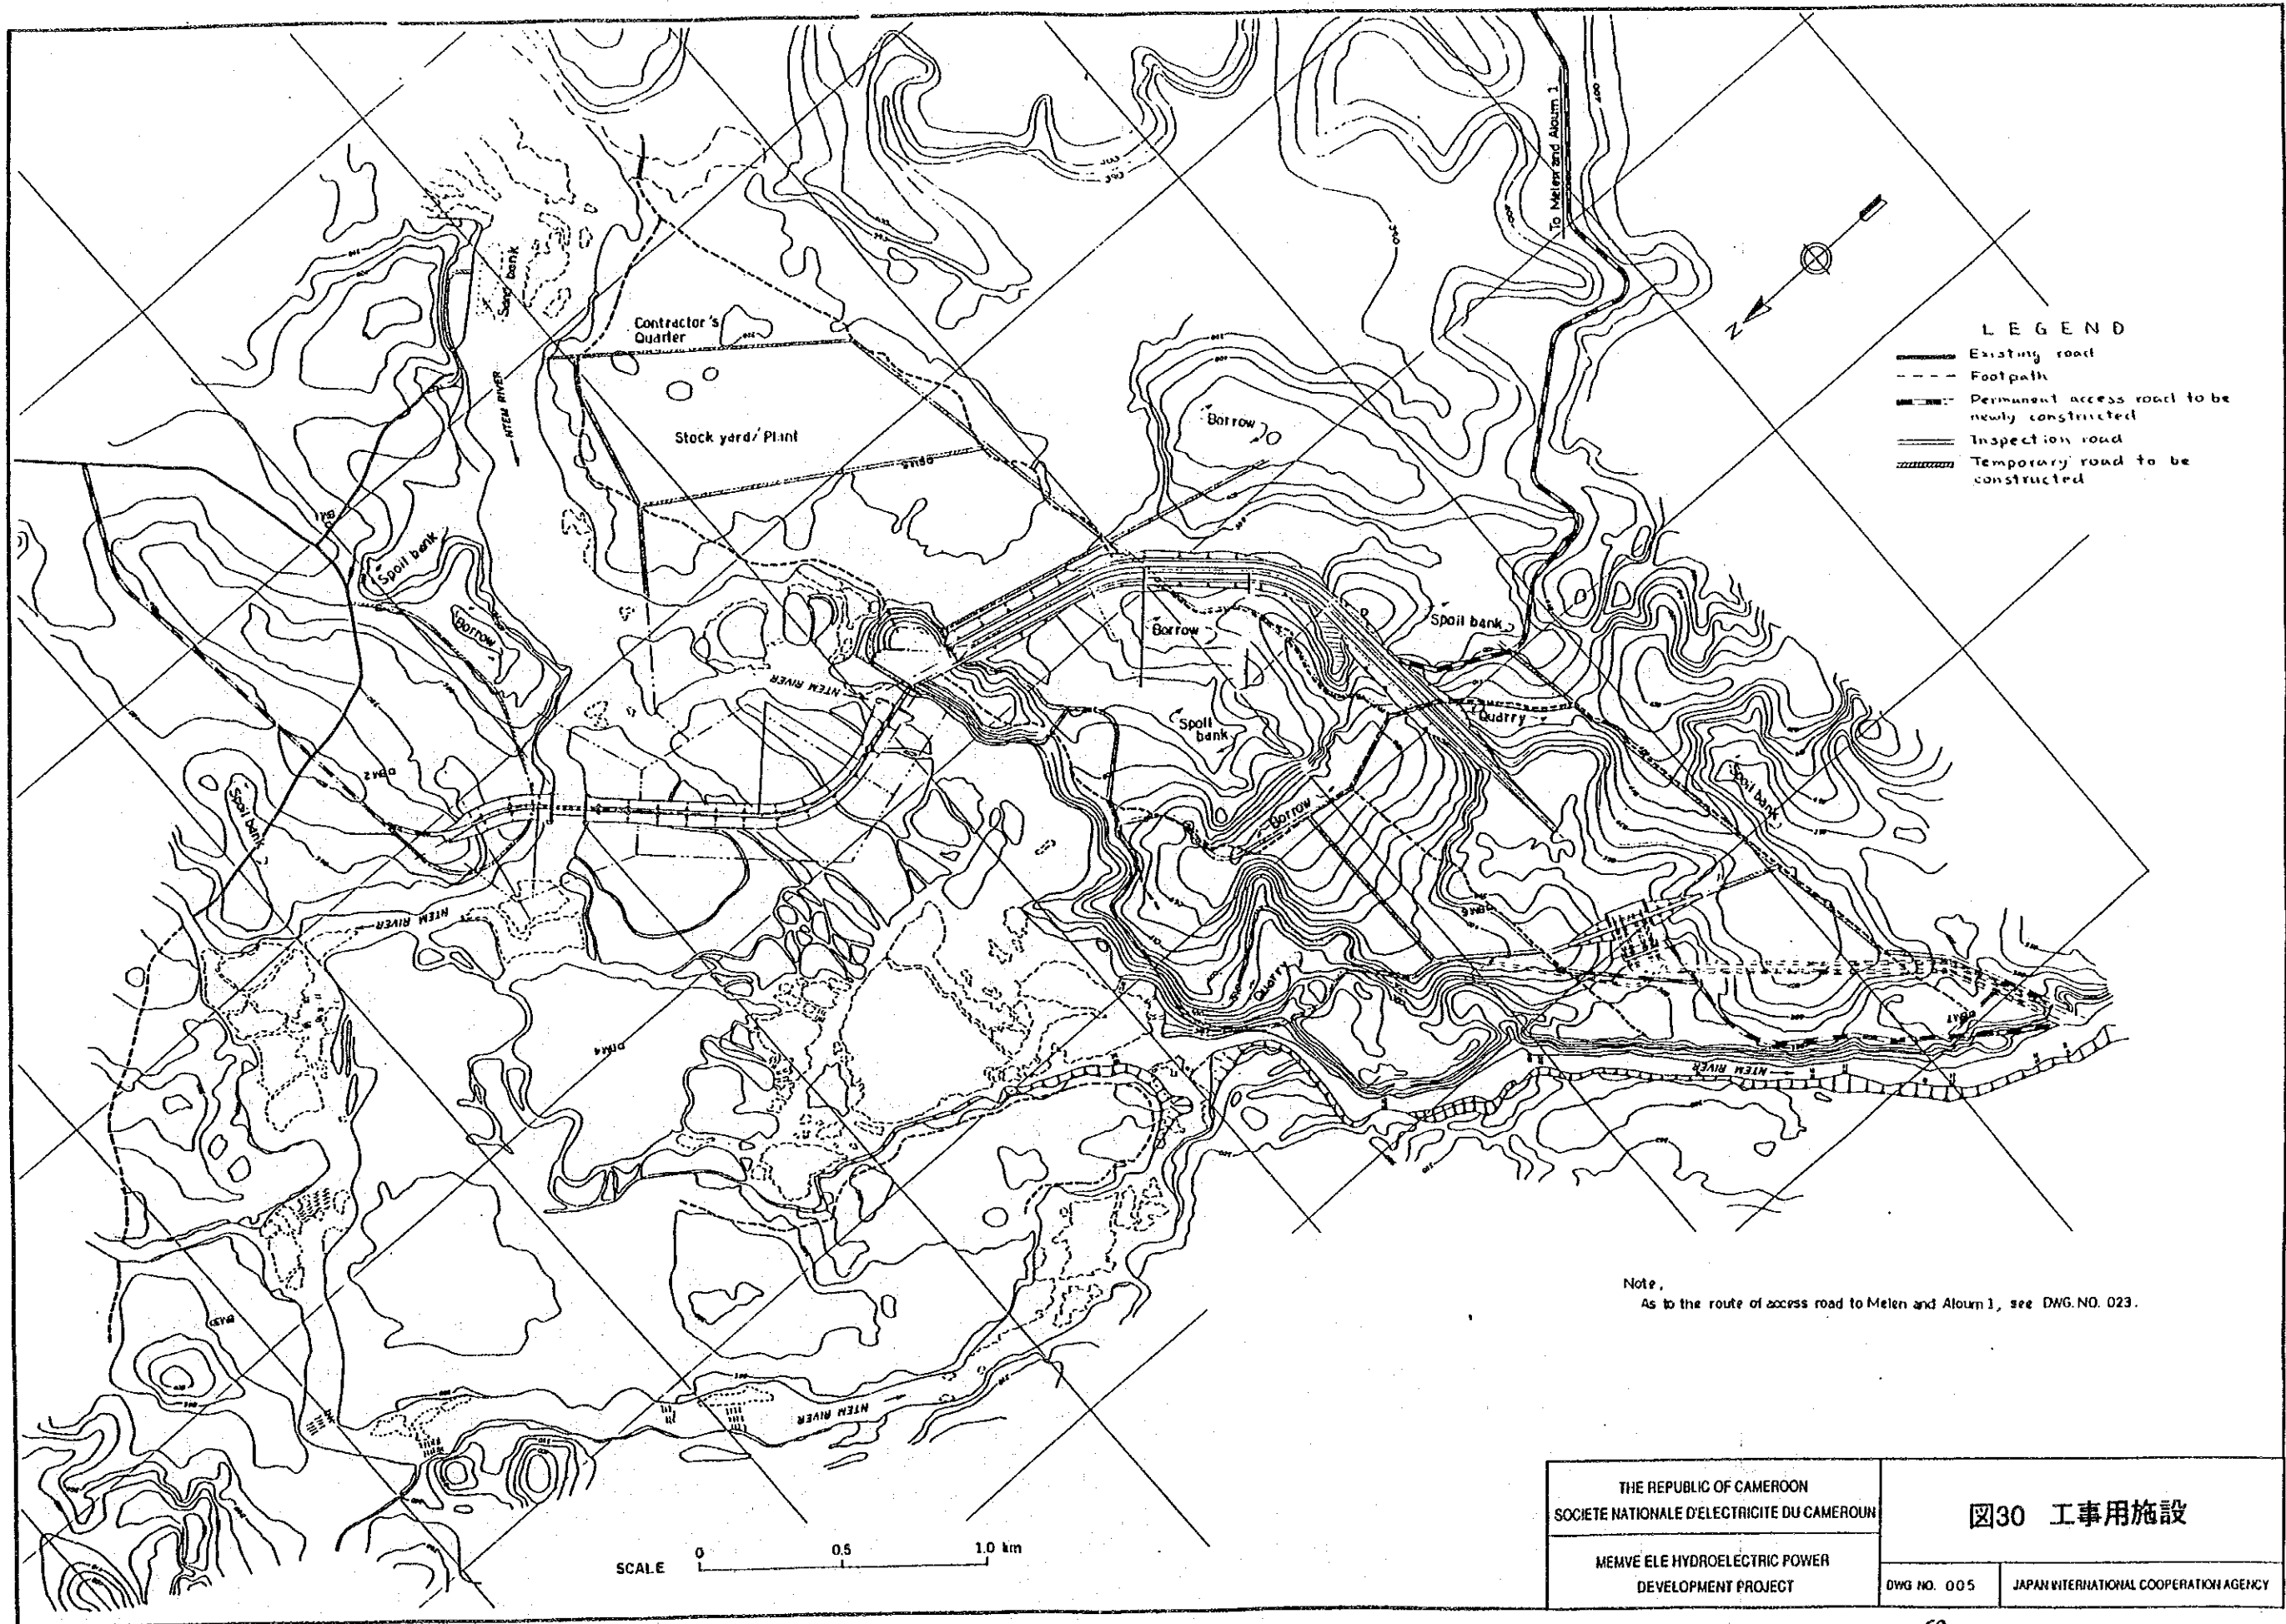 To Melen and Aloum 1
N
LEGEND
Existing road
Footpath
Permanent access road to be
newly constructed
Inspection road
Temporary road to be
constructed
Sand bank
Contractor's
Quarter
NTEM RIVER
Stock yard/ Plant
Borrow
BM1
Spoil bank
Borrow
Borrow
Spoil bank
NTEM RIVER
Spoil
bank
Quarry
DBM2
Spoil bank
Borrow
Spoil bank
NTEM RIVER
Quarry
DBM6
NTEM RIVER
NTEM RIVER
Note,
As to the route of access road to Melen and Aloum 1, see DWG. NO. 023.
SCALE
0
0.5
1.0 km
THE REPUBLIC OF CAMEROON
SOCIETE NATIONALE D'ELECTRICITE DU CAMEROUN
MEMVE ELE HYDROELECTRIC POWER
DEVELOPMENT PROJECT
図30 工事用施設
DWG NO. 005
JAPAN INTERNATIONAL COOPERATION AGENCY